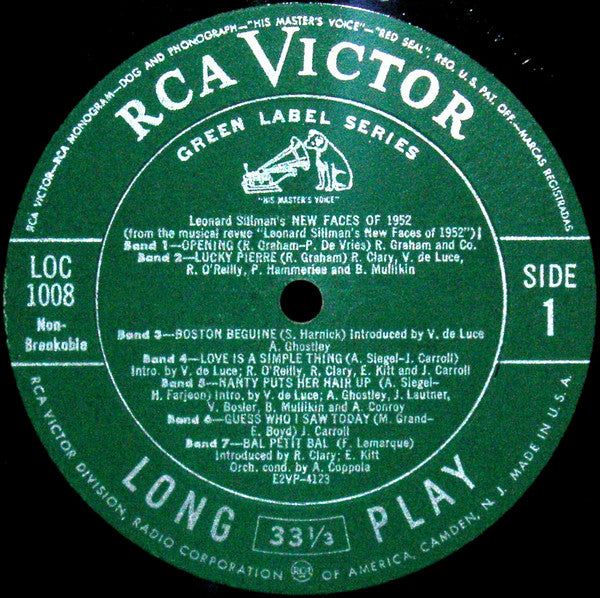 RCA VICTOR—RCA MONOGRAM—DOG AND PHONOGRAPH—"HIS MASTER'S VOICE"—"RED SEAL", REG. U. S. PAT. OFF.—MARCAS REGISTRADAS
RCA VICTOR
GREEN LABEL SERIES
"HIS MASTER'S VOICE"
Leonard Sillman's NEW FACES OF 1952
(from the musical revue "Leonard Sillman's New Faces of 1952")
Band 1—OPENING (R. Graham—P. De Vries) R. Graham and Co.
Band 2—LUCKY PIERRE (R. Graham) R. Clary, V. de Luce,
R. O'Reilly, P. Hammerlee and B. Mullikin
LOC
1008
Non-
Breakable
SIDE
1
Band 3—BOSTON BEGUINE (S. Harnick) Introduced by V. de Luce
A. Ghostley
Band 4—LOVE IS A SIMPLE THING (A. Siegel-J. Carroll)
Intro. by V. de Luce; R. O'Reilly, R. Clary, E. Kitt and J. Carroll
Band 5—NANTY PUTS HER HAIR UP (A. Siegel-
H. Farjeon) Intro. by V. de Luce; A. Ghostley, J. Lautner,
V. Bosler, B. Mullikin and A. Conroy
Band 6—GUESS WHO I SAW TODAY (M. Grand-
E. Boyd) J. Carroll
Band 7—BAL PETIT BAL (F. Lemarque)
Introduced by R. Clary; E. Kitt
Orch. cond. by A. Coppola
E2VP-4123
LONG 33 1/3 PLAY
RCA VICTOR DIVISION, RADIO CORPORATION RCA OF AMERICA, CAMDEN, N. J. MADE IN U.S.A.